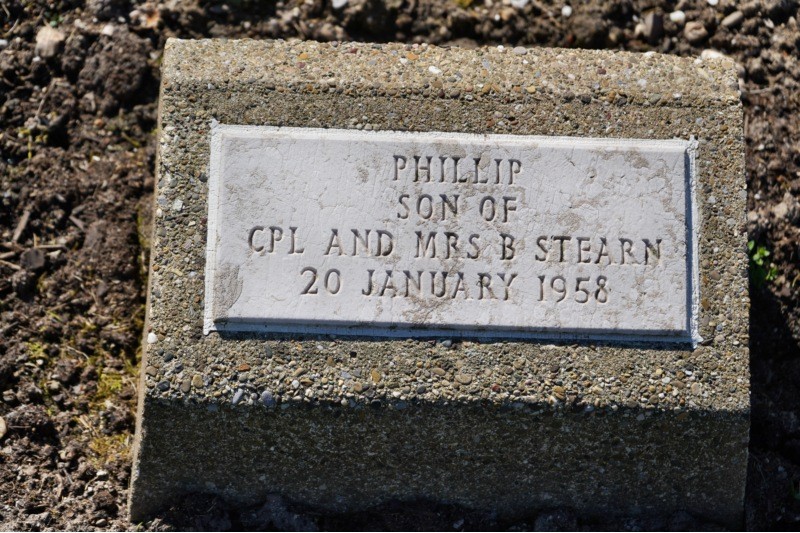 PHILLIP
SON OF
CPL AND MRS B STEARN
20 JANUARY 1958